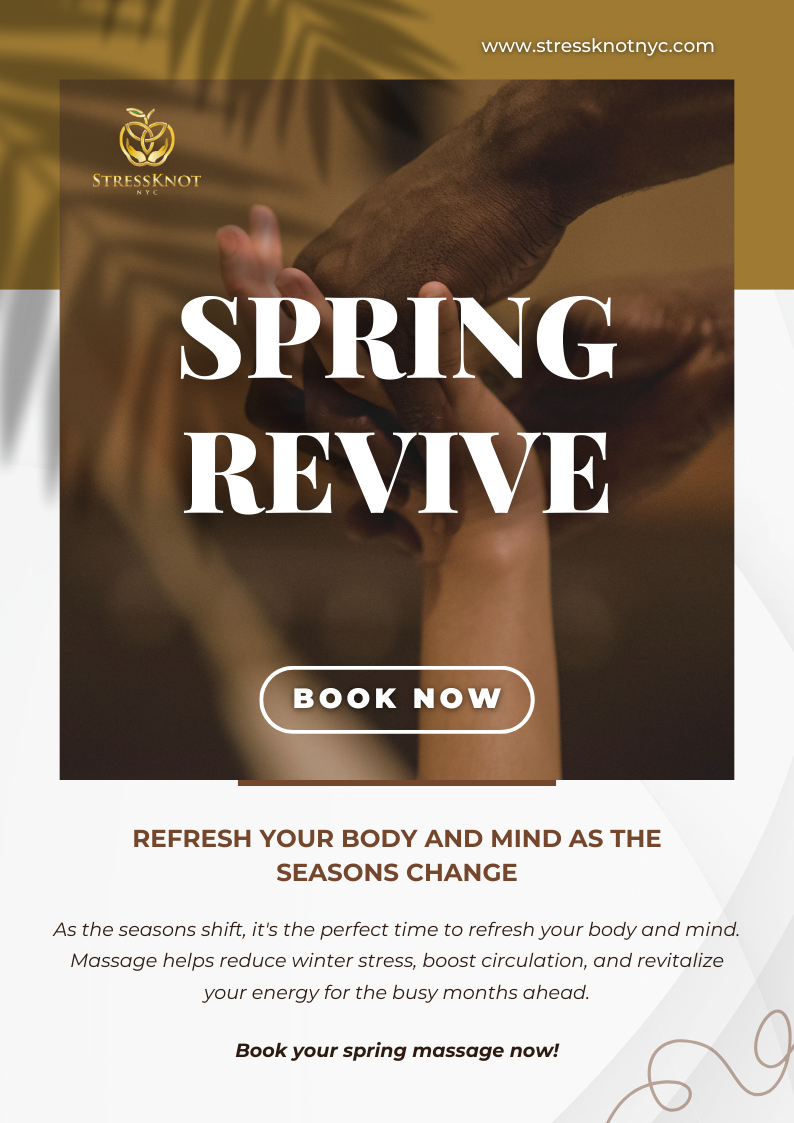 www.stressknotnyc.com
StressKnot
NYC
SPRING
REVIVE
BOOK NOW
REFRESH YOUR BODY AND MIND AS THE
SEASONS CHANGE
As the seasons shift, it's the perfect time to refresh your body and mind.
Massage helps reduce winter stress, boost circulation, and revitalize
your energy for the busy months ahead.
Book your spring massage now!